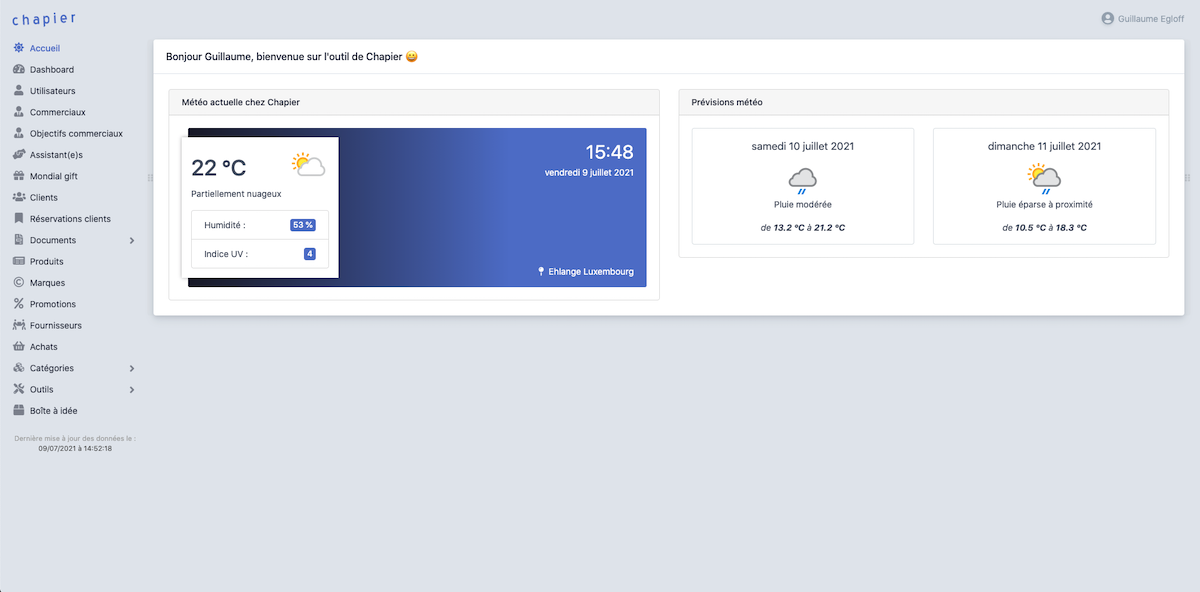 chapier
Guillaume Egloff
Accueil
Dashboard
Utilisateurs
Commerciaux
Objectifs commerciaux
Assistant(e)s
Mondial gift
Clients
Réservations clients
Documents
Produits
Marques
Promotions
Fournisseurs
Achats
Catégories
Outils
Boîte à idée
Dernière mise à jour des données le :
09/07/2021 à 14:52:18
Bonjour Guillaume, bienvenue sur l'outil de Chapier 😀
Météo actuelle chez Chapier
22 °C
Partiellement nuageux
Humidité : 53 %
Indice UV : 4
15:48
vendredi 9 juillet 2021
Ehlange Luxembourg
Prévisions météo
samedi 10 juillet 2021
Pluie modérée
de 13.2 °C à 21.2 °C
dimanche 11 juillet 2021
Pluie éparse à proximité
de 10.5 °C à 18.3 °C